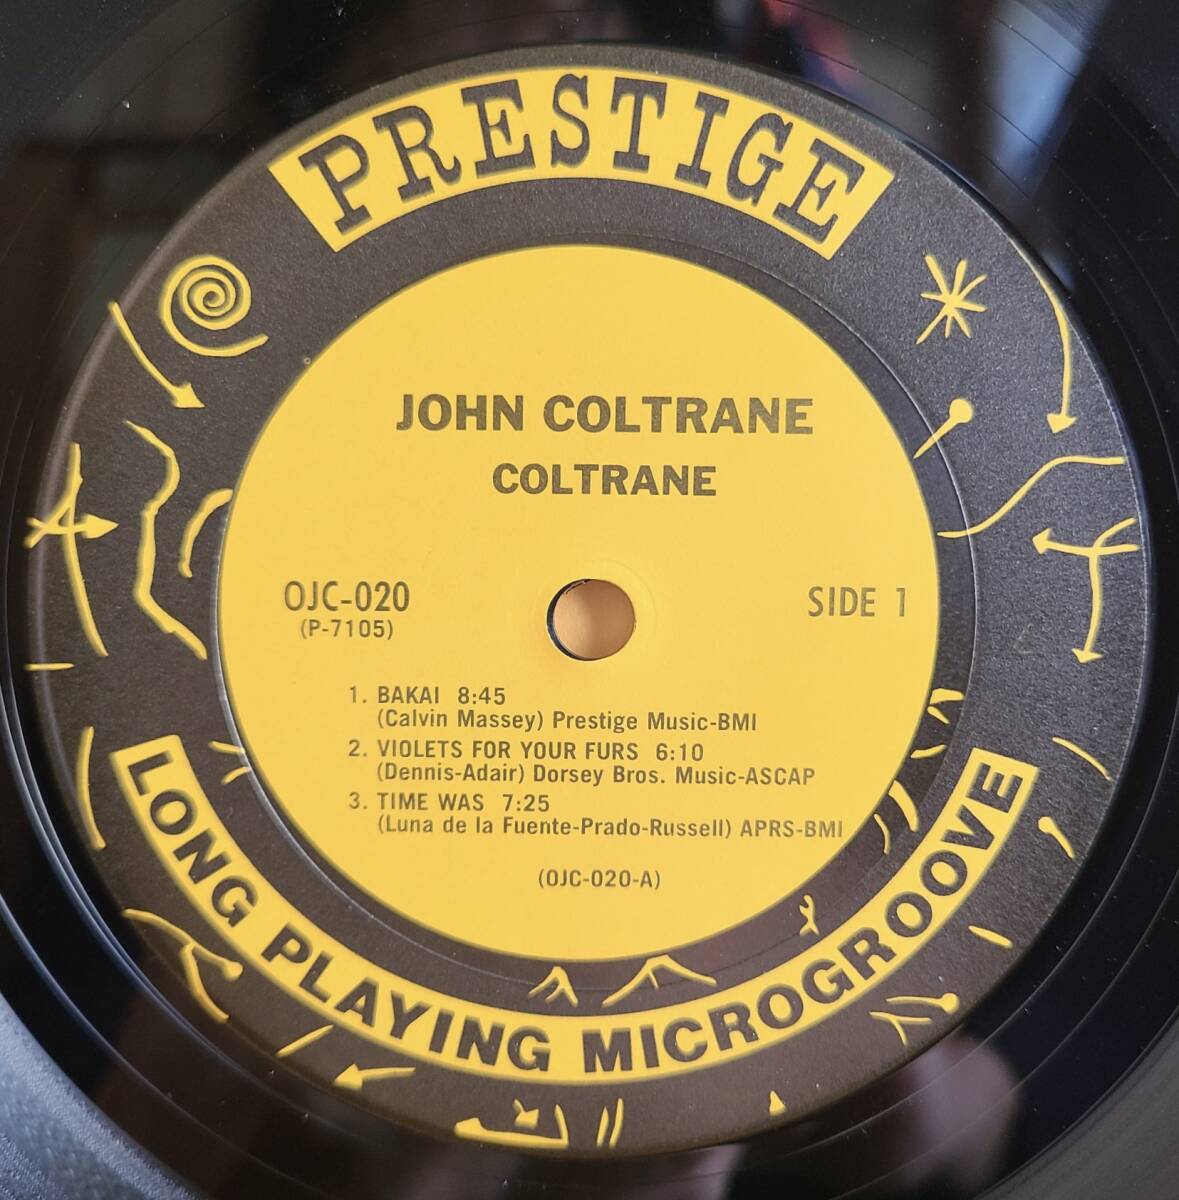 PRESTIGE
JOHN COLTRANE
COLTRANE
OJC-020
(P-7105)
SIDE 1
1. BAKAI 8:45
(Calvin Massey) Prestige Music-BMI
2. VIOLETS FOR YOUR FURS 6:10
(Dennis-Adair) Dorsey Bros. Music-ASCAP
3. TIME WAS 7:25
(Luna de la Fuente-Prado-Russell) APRS-BMI
(OJC-020-A)
LONG PLAYING MICROGROOVE